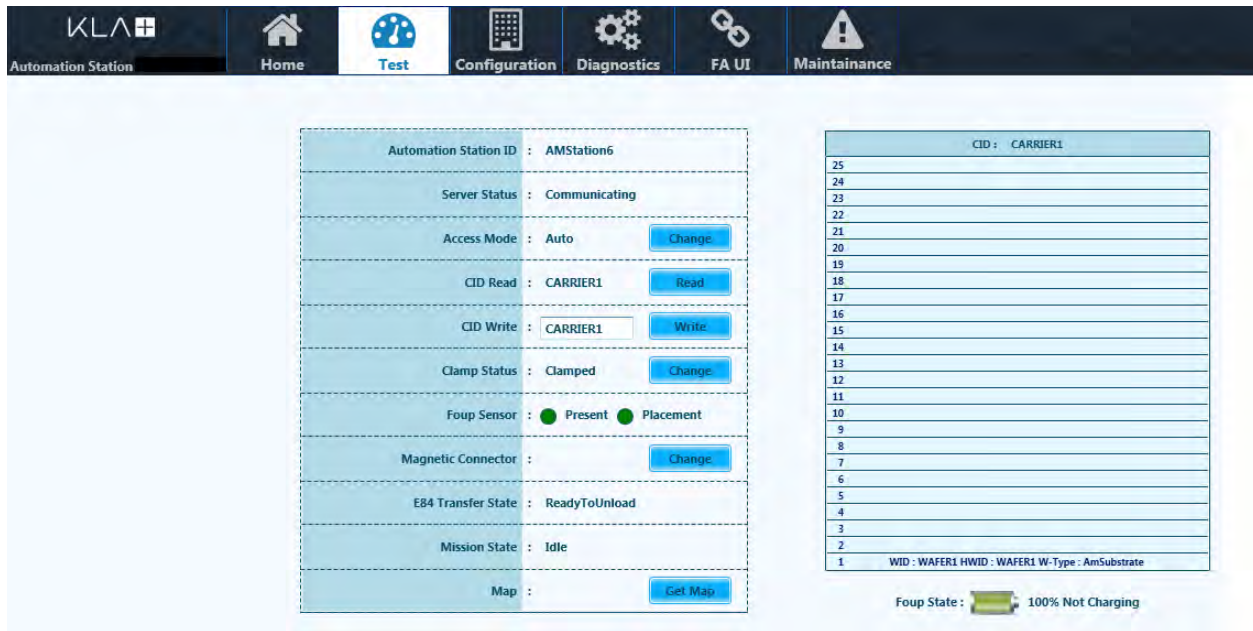 KLA
Automation Station
Home
Test
Configuration
Diagnostics
FA UI
Maintainance
Automation Station ID : AMStation6
Server Status : Communicating
Access Mode : Auto Change
CID Read : CARRIER1 Read
CID Write : CARRIER1 Write
Clamp Status : Clamped Change
Foup Sensor : Present Placement
Magnetic Connector : Change
E84 Transfer State : ReadyToUnload
Mission State : Idle
Map : Get Map
CID : CARRIER1
25
24
23
22
21
20
19
18
17
16
15
14
13
12
11
10
9
8
7
6
5
4
3
2
1 WID : WAFER1 HWID : WAFER1 W-Type : AmSubstrate
Foup State : 100% Not Charging